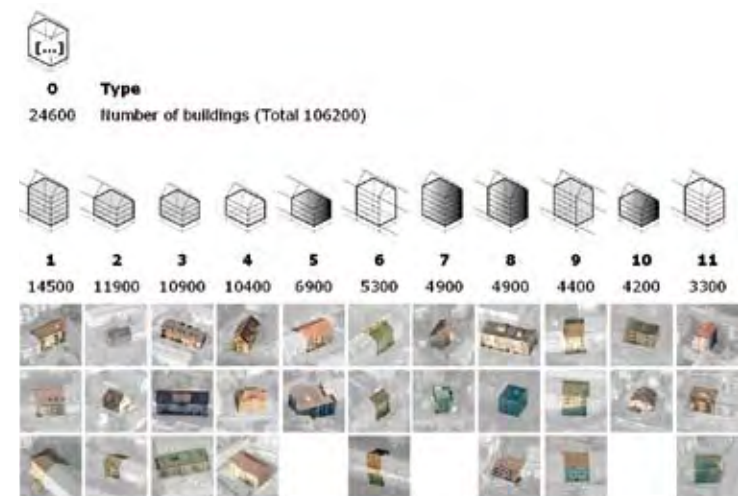 [...]
0 Type
24600 Number of buildings (Total 106200)
1 2 3 4 5 6 7 8 9 10 11
14500 11900 10900 10400 6900 5300 4900 4900 4400 4200 3300